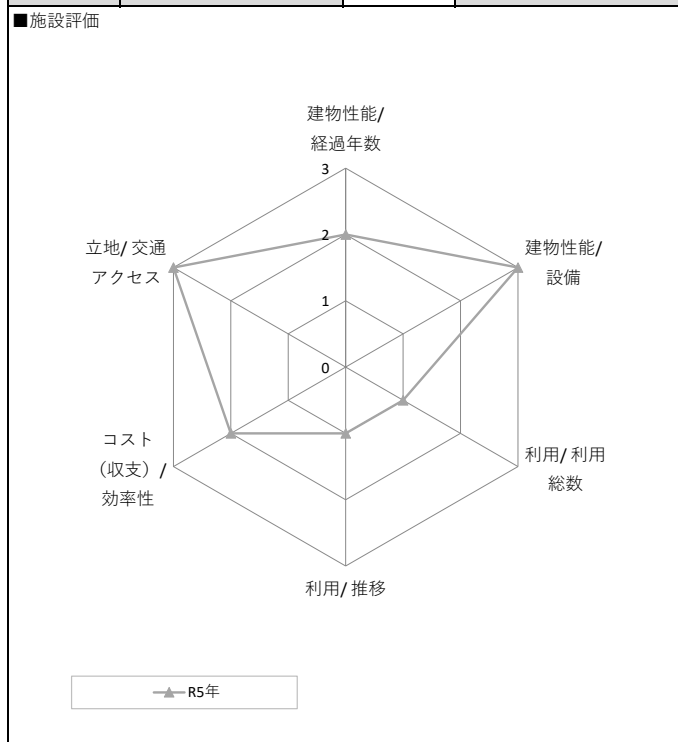 ■施設評価
建物性能/
経過年数
3
立地/ 交通
アクセス
2
建物性能/
設備
1
0
コスト
（収支）/
効率性
利用/ 利用
総数
利用/ 推移
R5年